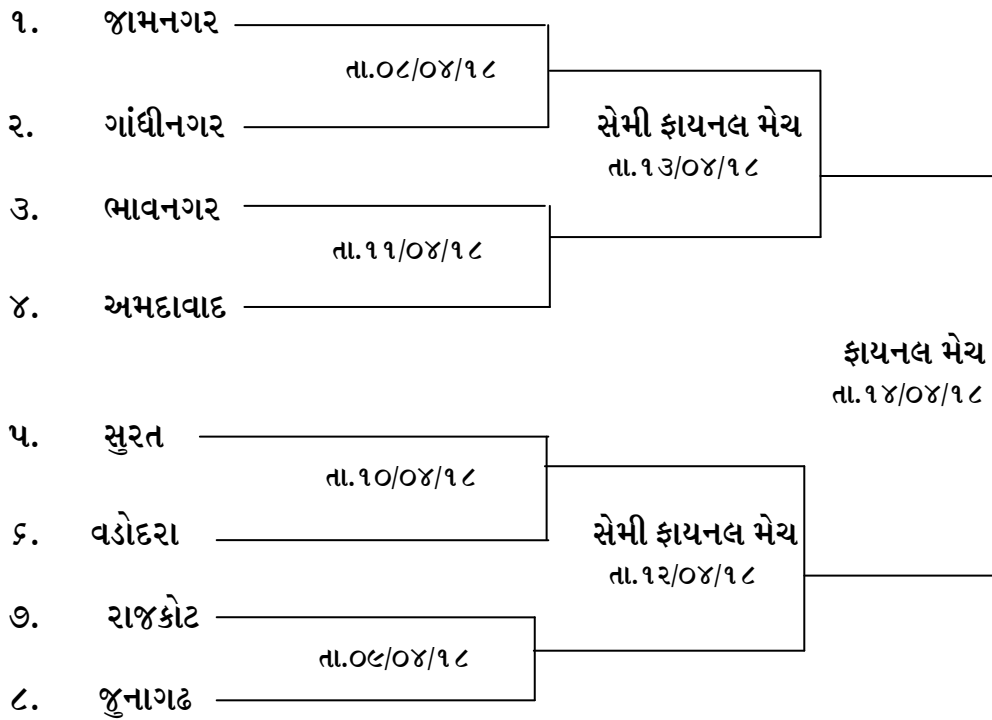 ૧. જામનગર
તા.૦૮/૦૪/૧૮
૨. ગાંધીનગર
સેમી ફાયનલ મેચ
તા.૧૩/૦૪/૧૮
૩. ભાવનગર
તા.૧૧/૦૪/૧૮
૪. અમદાવાદ
ફાયનલ મેચ
તા.૧૪/૦૪/૧૮
૫. સુરત
તા.૧૦/૦૪/૧૮
૬. વડોદરા
સેમી ફાયનલ મેચ
તા.૧૨/૦૪/૧૮
૭. રાજકોટ
તા.૦૯/૦૪/૧૮
૮. જુનાગઢ